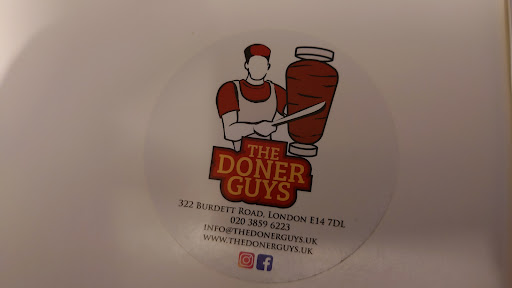 THE
DONER
GUYS
322 Burdett Road, London E14 7DL
020 3859 6223
info@thedonerguys.uk
www.thedonerguys.uk